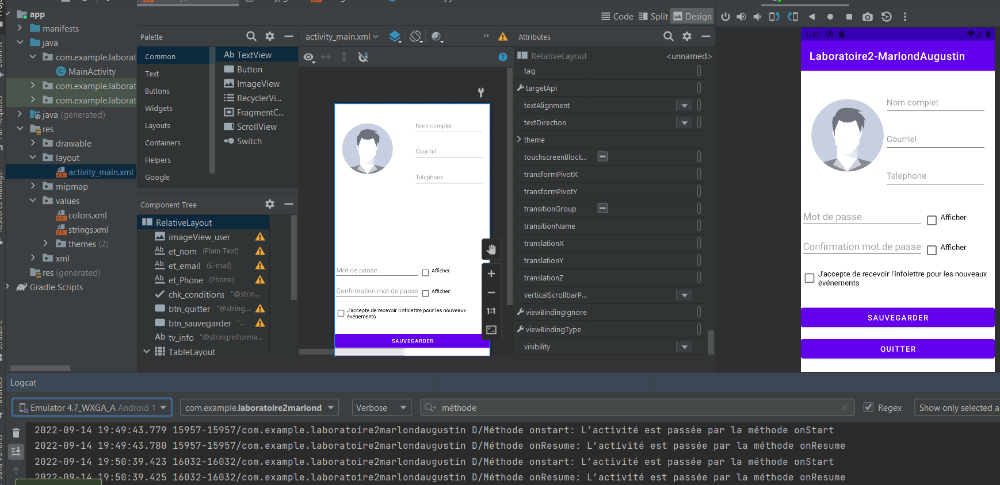 app
manifests
java
com.example.laborat
MainActivity
com.example.laborat
com.example.laborat
java (generated)
res
drawable
layout
activity_main.xml
mipmap
values
colors.xml
strings.xml
themes (2)
xml
res (generated)
Gradle Scripts
Code
Split
Design
Palette
Common
Text
Buttons
Widgets
Layouts
Containers
Helpers
Google
Ab TextView
Button
ImageView
RecyclerVi...
FragmentC...
ScrollView
Switch
Component Tree
RelativeLayout
imageView_user
Ab et_nom (Plain Text)
Ab et_email (E-mail)
Ab et_Phone (Phone)
chk_conditions "@strin...
btn_quitter "@string...
btn_sauvegarder "...
Ab tv_info "@string/informa...
TableLayout
activity_main.xml
Nom complet
Courriel
Telephone
Mot de passe
Afficher
Confirmation mot de passe
Afficher
J'accepte de recevoir l'infolettre pour les nouveaux
événements
SAUVEGARDER
1:1
Attributes
RelativeLayout <unnamed>
tag
targetApi
textAlignment
textDirection
theme
touchscreenBlock...
transformPivotX
transformPivotY
transitionGroup
transitionName
translationX
translationY
translationZ
verticalScrollbarP...
viewBindingIgnore
viewBindingType
visibility
1:43
Laboratoire2-MarlondAugustin
Nom complet
Courriel
Telephone
Mot de passe
Afficher
Confirmation mot de passe
Afficher
J'accepte de recevoir l'infolettre pour les nouveaux
événements
SAUVEGARDER
QUITTER
Logcat
Emulator 4.7_WXGA_A Android 1
com.example.laboratoire2marlond
Verbose
méthode
Regex
Show only selected a
2022-09-14 19:49:43.779 15957-15957/com.example.laboratoire2marlondaugustin D/Méthode onstart: L’activité est passée par la méthode onStart
2022-09-14 19:49:43.780 15957-15957/com.example.laboratoire2marlondaugustin D/Méthode onResume: L’activité est passée par la méthode onResume
2022-09-14 19:50:39.423 16032-16032/com.example.laboratoire2marlondaugustin D/Méthode onstart: L’activité est passée par la méthode onStart
2022-09-14 19:50:39.425 16032-16032/com.example.laboratoire2marlondaugustin D/Méthode onResume: L’activité est passée par la méthode onResume